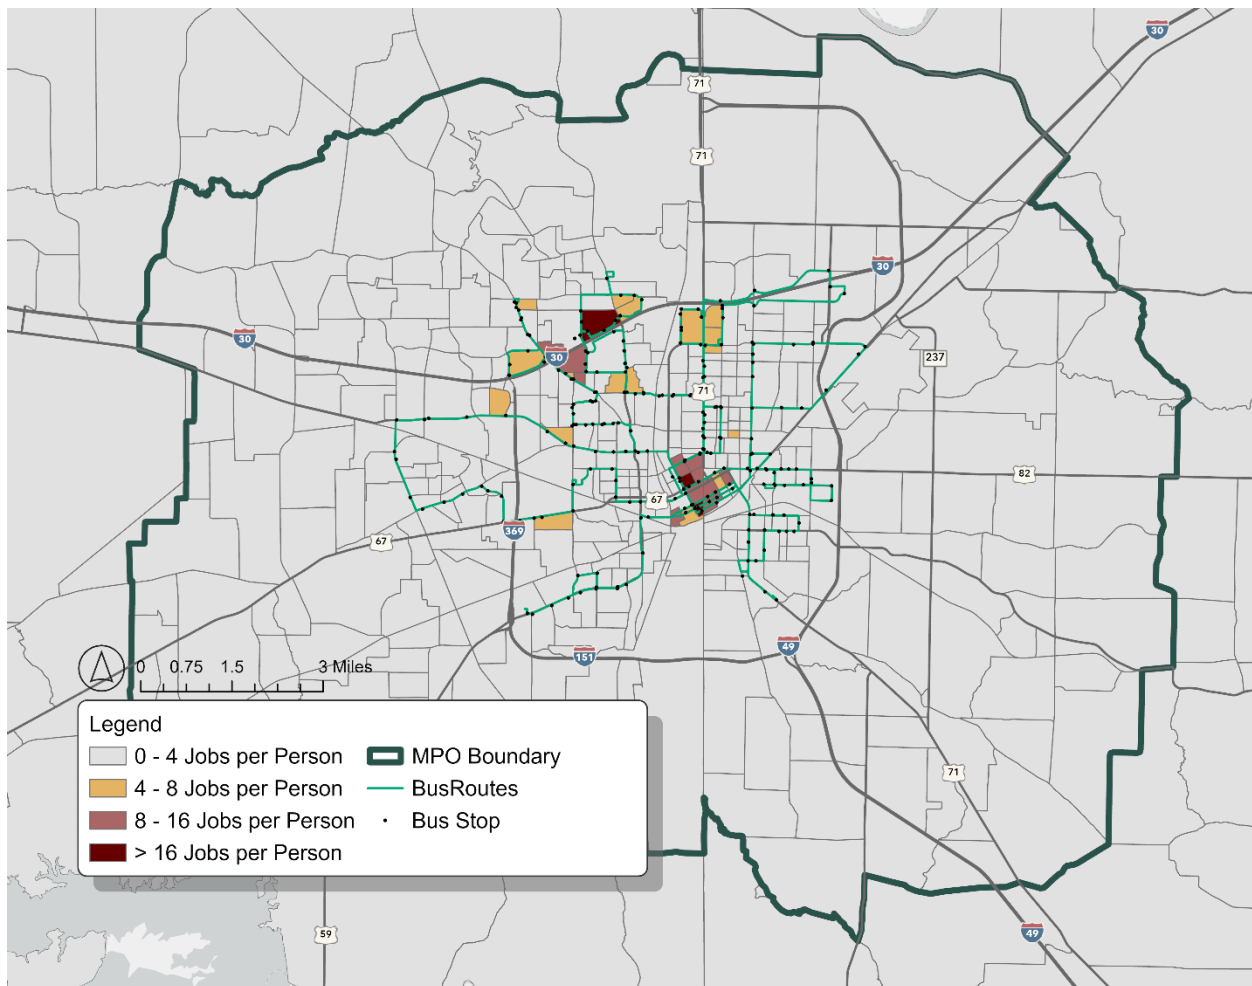 30
71
71
30
30
30
237
71
82
67
67
369
49
151
0 0.75 1.5 3 Miles
Legend
0 - 4 Jobs per Person
MPO Boundary
4 - 8 Jobs per Person
BusRoutes
8 - 16 Jobs per Person
Bus Stop
> 16 Jobs per Person
71
59
49